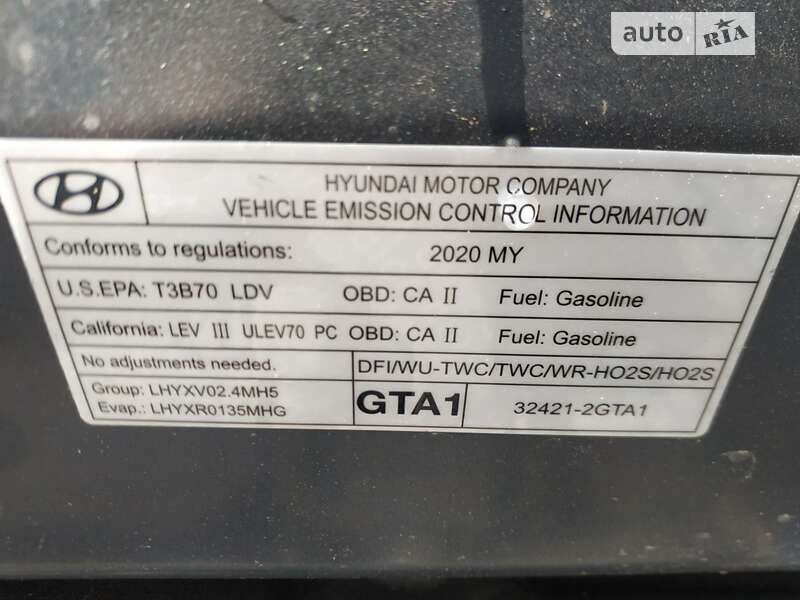 auto RIA
HYUNDAI MOTOR COMPANY
VEHICLE EMISSION CONTROL INFORMATION
Conforms to regulations: 2020 MY
U.S.EPA: T3B70 LDV OBD: CA II Fuel: Gasoline
California: LEV III ULEV70 PC OBD: CA II Fuel: Gasoline
No adjustments needed. DFI/WU-TWC/TWC/WR-HO2S/HO2S
Group: LHYXV02.4MH5
Evap.: LHYXR0135MHG
GTA1 32421-2GTA1